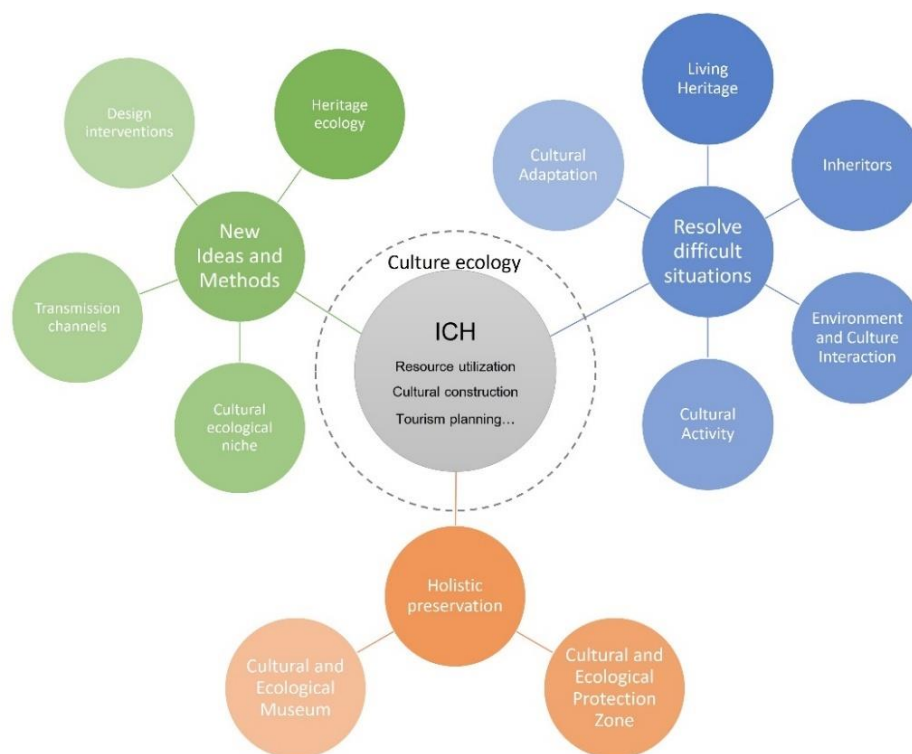 Design
interventions
Heritage
ecology
New
Ideas and
Methods
Transmission
channels
Cultural
ecological
niche
Living
Heritage
Cultural
Adaptation
Inheritors
Resolve
difficult
situations
Environment
and Culture
Interaction
Cultural
Activity
Culture ecology
ICH
Resource utilization
Cultural construction
Tourism planning…
Holistic
preservation
Cultural and
Ecological
Museum
Cultural and
Ecological
Protection
Zone